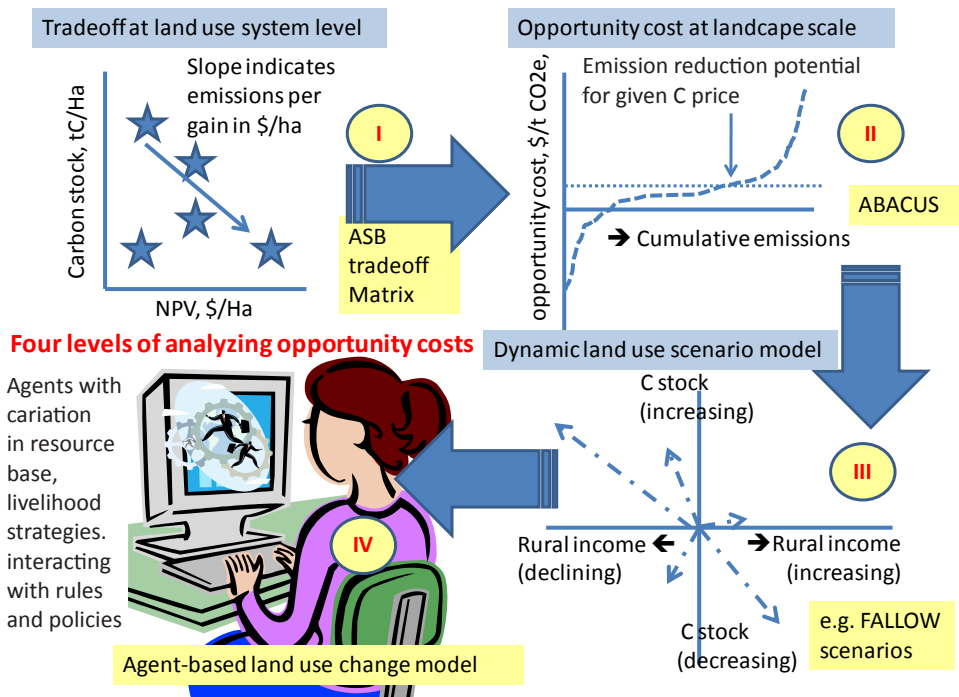 Tradeoff at land use system level
Slope indicates
emissions per
gain in $/ha
Carbon stock, tC/Ha
NPV, $/Ha
I
ASB
tradeoff
Matrix
Opportunity cost at landscape scale
Emission reduction potential
for given C price
opportunity cost, $/t CO2e,
➔ Cumulative emissions
II
ABACUS
Four levels of analyzing opportunity costs
Dynamic land use scenario model
C stock
(increasing)
III
Rural income
(declining)
Rural income
(increasing)
C stock
(decreasing)
e.g. FALLOW
scenarios
Agents with
cariation
in resource
base,
livelihood
strategies.
interacting
with rules
and policies
IV
Agent-based land use change model